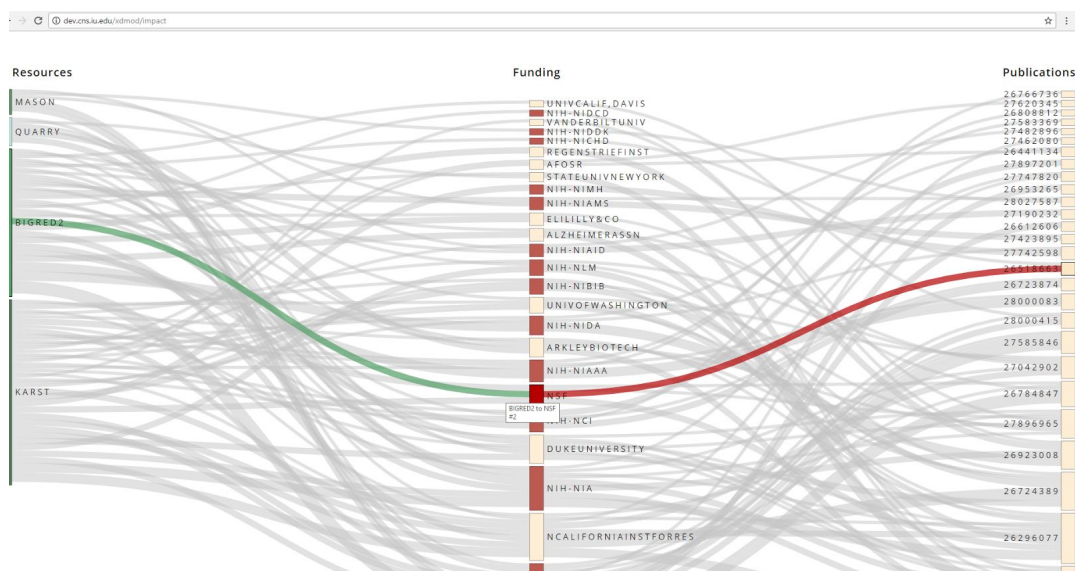 dev.cns.iu.edu/xdmod/impact
Resources
Funding
Publications
MASON
QUARRY
BIGRED2
KARST
UNIVCALIF,DAVIS
NIH-NIDCD
VANDERBILTUNIV
NIH-NIDDK
NIH-NICHD
REGENSTRIEFINST
AFOSR
STATEUNIVNEWYORK
NIH-NIMH
NIH-NIAMS
ELILILLY&CO
ALZHEIMERASSN
NIH-NIAID
NIH-NLM
NIH-NIBIB
UNIVOFWASHINGTON
NIH-NIDA
ARKLEYBIOTECH
NIH-NIAAA
NSF
BIGRED2 to NSF
#2
NIH-NCI
DUKEUNIVERSITY
NIH-NIA
NCALIFORNIAINSTFORRES
26766736
27620345
26808812
27583369
27482896
27462080
26441134
27897201
27747820
26953265
28027587
27190232
26612606
27423895
27742598
26518663
26723874
28000083
28000415
27585846
27042902
26784847
27896965
26923008
26724389
26296077